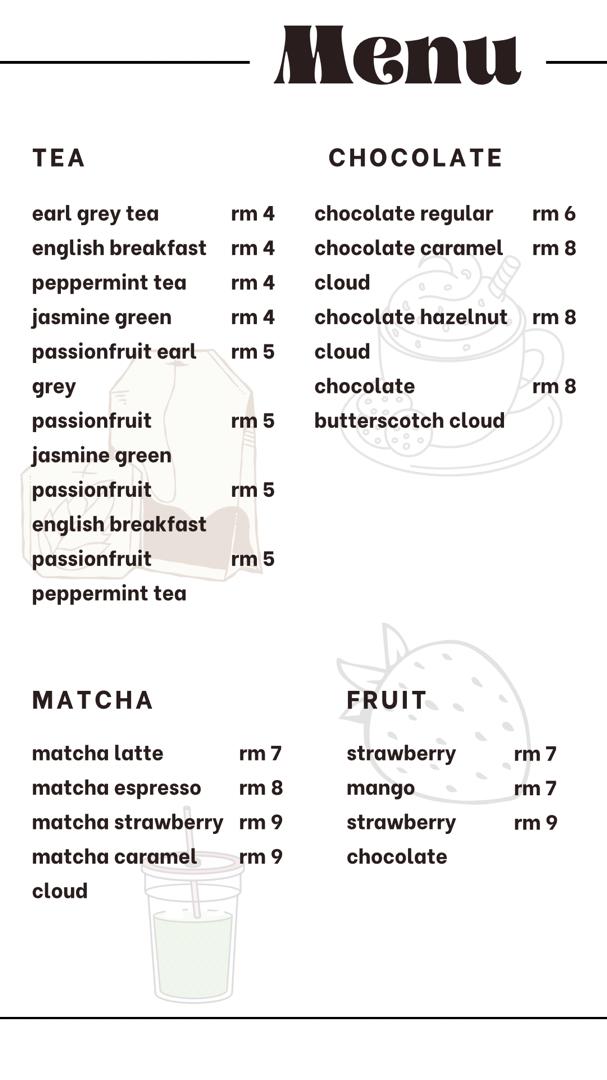 Menu
TEA
earl grey tea rm 4
english breakfast rm 4
peppermint tea rm 4
jasmine green rm 4
passionfruit earl rm 5
grey
passionfruit rm 5
jasmine green
passionfruit rm 5
english breakfast
passionfruit rm 5
peppermint tea
CHOCOLATE
chocolate regular rm 6
chocolate caramel rm 8
cloud
chocolate hazelnut rm 8
cloud
chocolate rm 8
butterscotch cloud
MATCHA
matcha latte rm 7
matcha espresso rm 8
matcha strawberry rm 9
matcha caramel rm 9
cloud
FRUIT
strawberry rm 7
mango rm 7
strawberry rm 9
chocolate